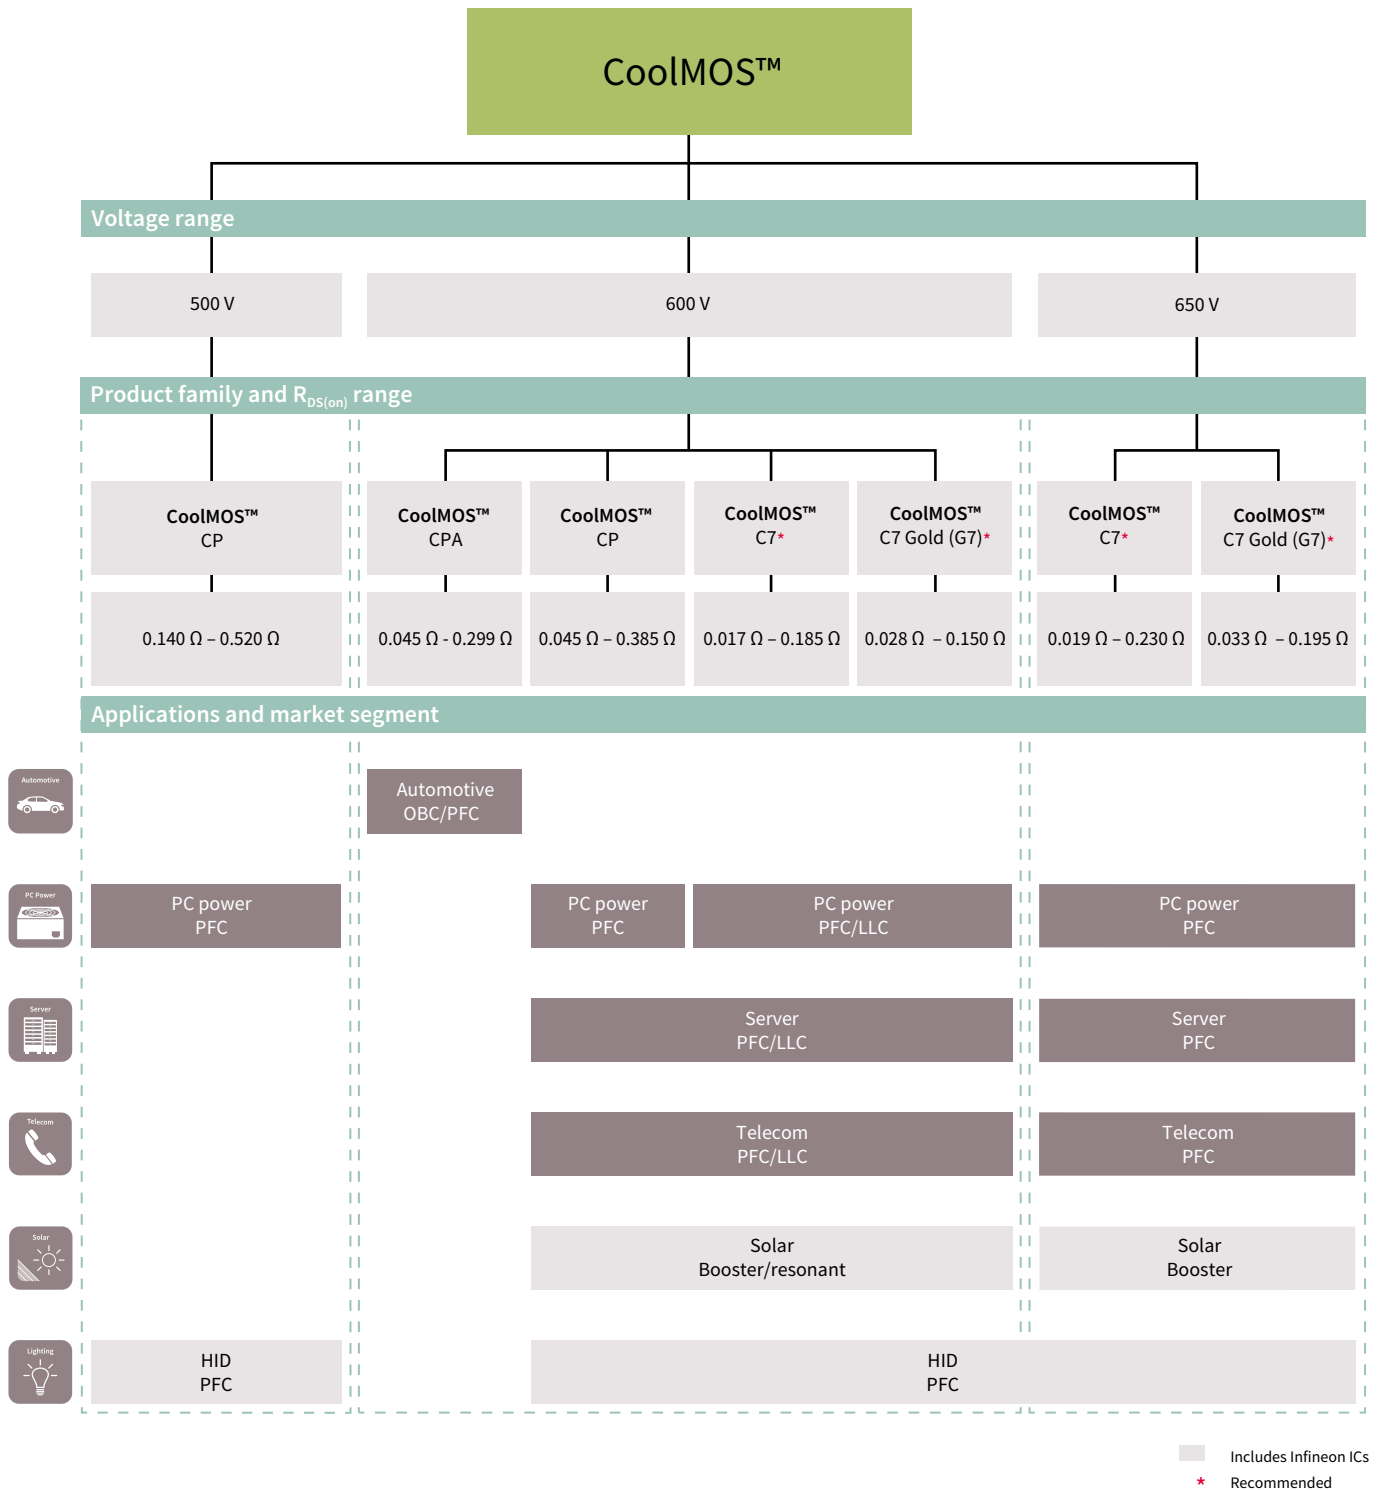 CoolMOS™
Voltage range
500 V
600 V
650 V
Product family and RDS(on) range
CoolMOS™
CP
CoolMOS™
CPA
CoolMOS™
CP
CoolMOS™
C7*
CoolMOS™
C7 Gold (G7)*
CoolMOS™
C7*
CoolMOS™
C7 Gold (G7)*
0.140 Ω – 0.520 Ω
0.045 Ω - 0.299 Ω
0.045 Ω – 0.385 Ω
0.017 Ω – 0.185 Ω
0.028 Ω – 0.150 Ω
0.019 Ω – 0.230 Ω
0.033 Ω – 0.195 Ω
Applications and market segment
Automotive
Automotive
OBC/PFC
PC Power
PC power
PFC
PC power
PFC
PC power
PFC/LLC
PC power
PFC
Server
Server
PFC/LLC
Server
PFC
Telecom
Telecom
PFC/LLC
Telecom
PFC
Solar
Solar
Booster/resonant
Solar
Booster
Lighting
HID
PFC
HID
PFC
Includes Infineon ICs
* Recommended